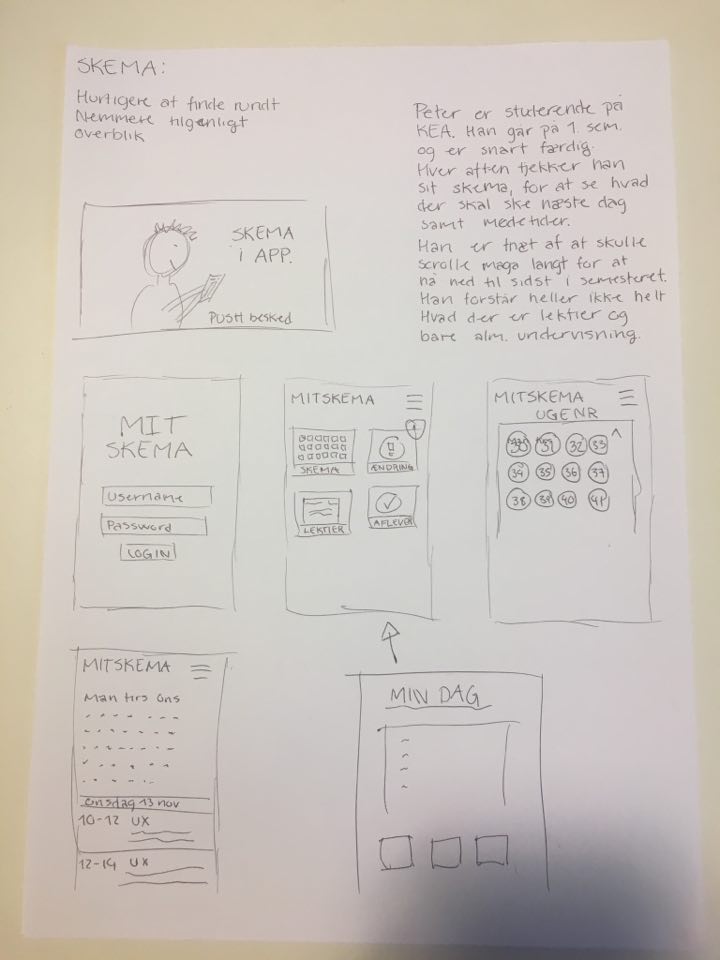 SKEMA:
Hurtigere at finde rundt
Nemmere tilgenligt
overblik
Peter er stuterende på
KEA. Han går på 1. sem.
og er snart færdig.
Hver aften tjekker han
sit skema, for at se hvad
der skal ske næste dag
samt medetider.
Han er træt af at skulle
scrolle mega langt for at
nå ned til sidst i semesteret.
Han forstår heller ikke helt
Hvad der er lektier og
bare alm. undervisning.
SKEMA
I APP.
PUSH besked
MIT
SKEMA
Username
Password
LOGIN
MITSKEMA
SKEMA
ÆNDRING
LEKTIER
AFLEVER
MITSKEMA
UGENR
30 31 32 33
34 35 36 37
38 39 40 41
MITSKEMA
Man tirs ons
onsdag 13 nov
10-12 UX
12-14 UX
MIN DAG